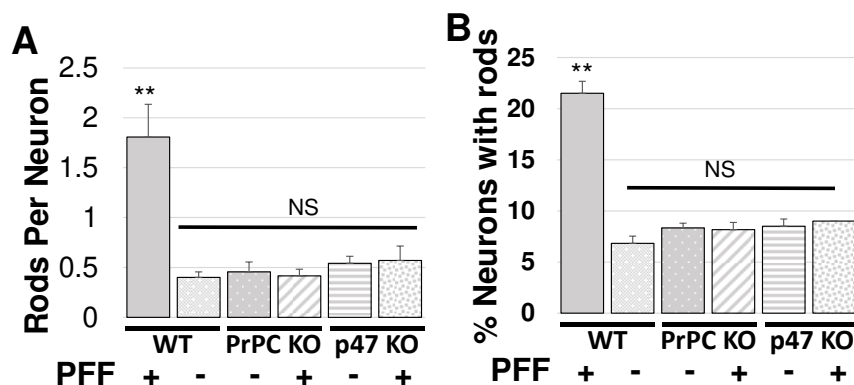 A
Rods Per Neuron
2.5
2
1.5
1
0.5
0
**
NS
WT PrPC KO p47 KO
PFF + - - + - +
B
% Neurons with rods
25
20
15
10
5
0
**
NS
WT PrPC KO p47 KO
PFF + - - + - +